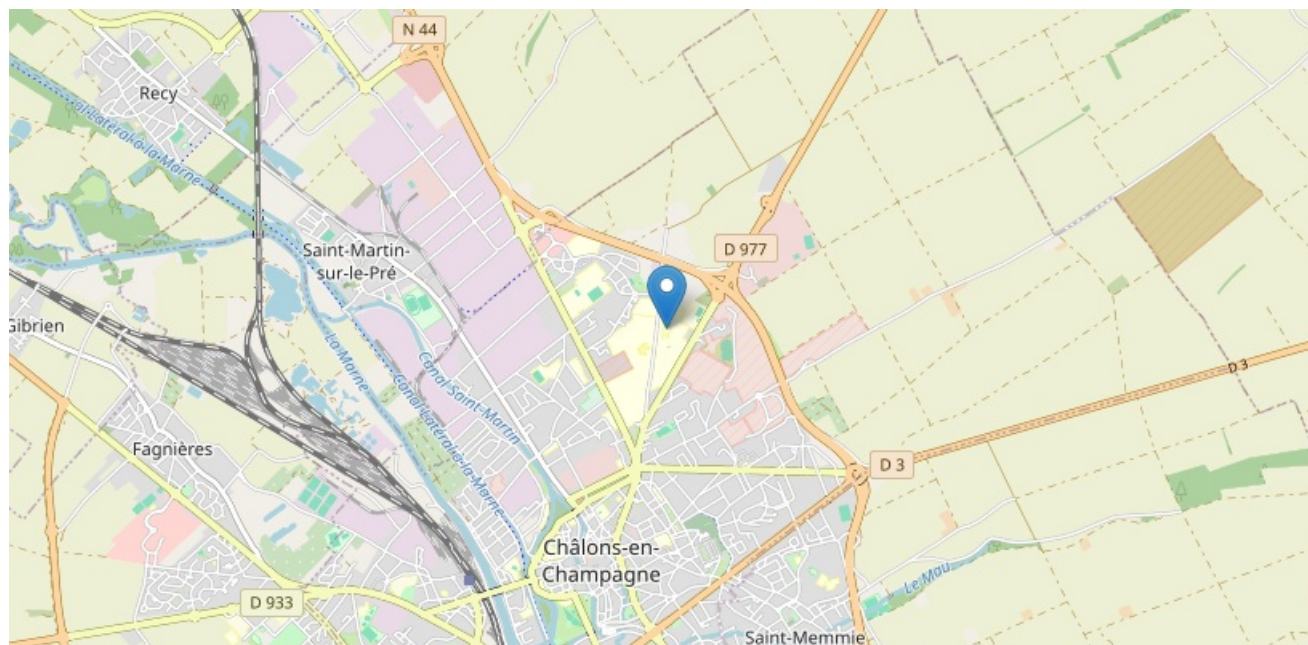 N 44
Recy
al Latéral à la Marne
D 977
Saint-Martin-
sur-le-Pré
Gibrien
La Marne
Canal Saint-Martin
Canal Latéral à la Marne
D 3
Fagnières
D 3
Châlons-en-
Champagne
Le Mau
D 933
Saint-Memmie